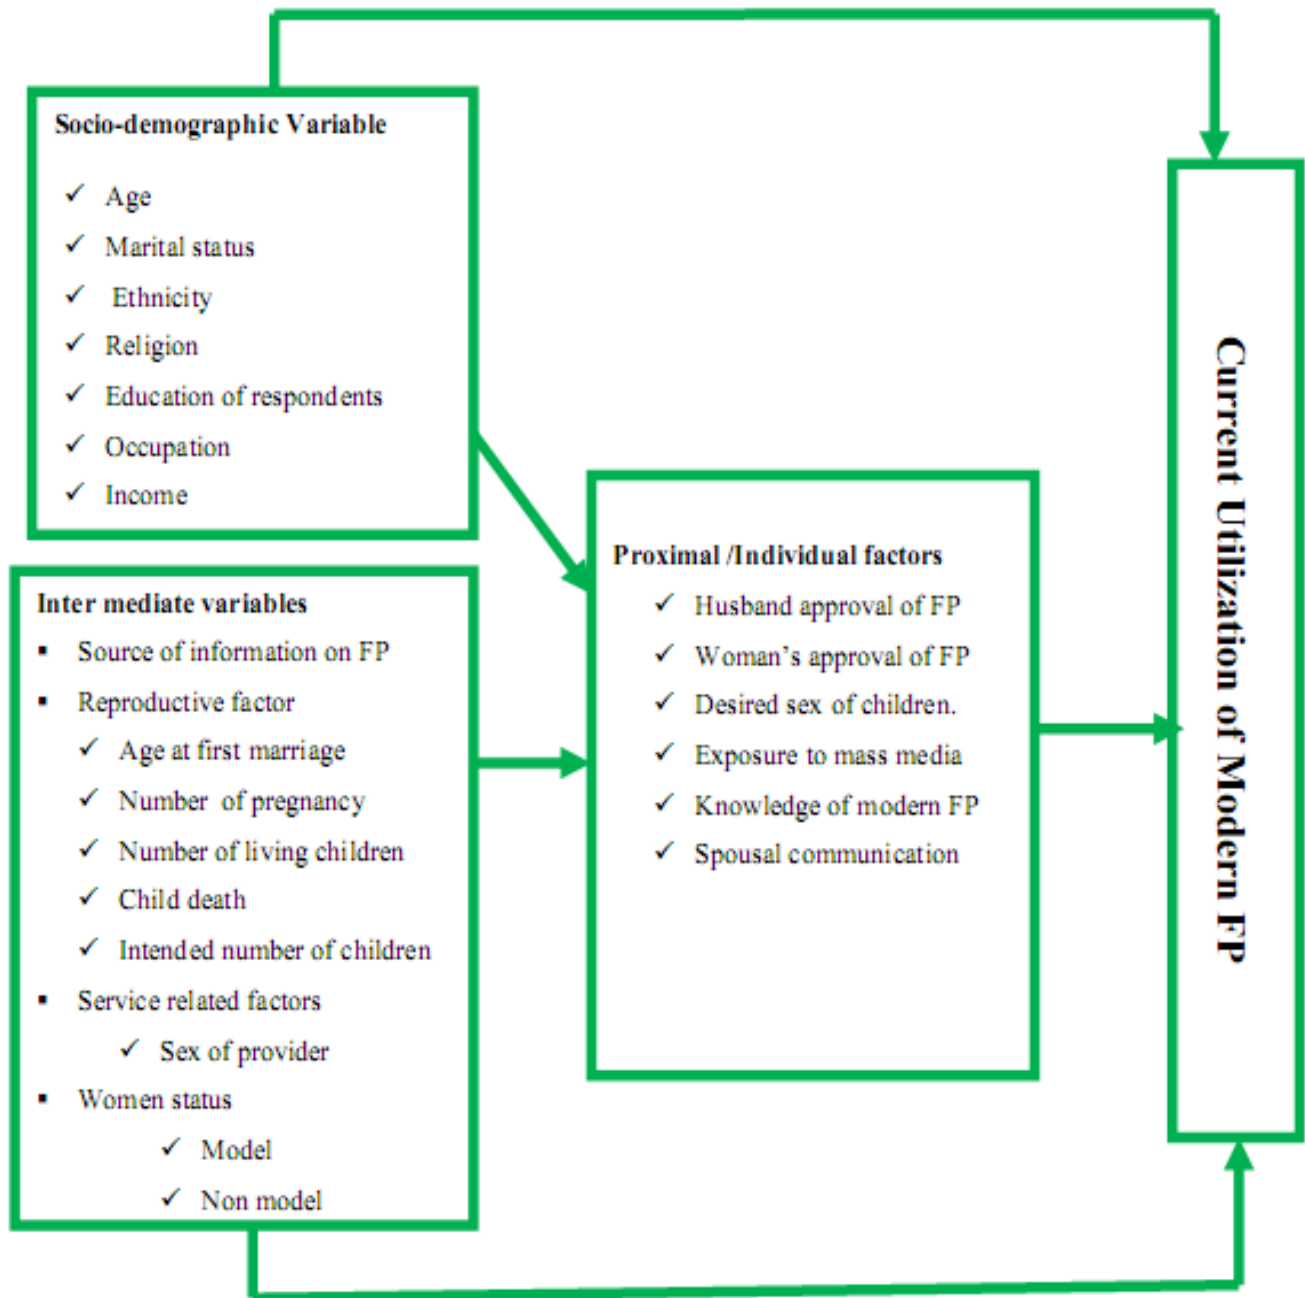 Socio-demographic Variable
✓ Age
✓ Marital status
✓ Ethnicity
✓ Religion
✓ Education of respondents
✓ Occupation
✓ Income
Inter mediate variables
▪ Source of information on FP
▪ Reproductive factor
✓ Age at first marriage
✓ Number of pregnancy
✓ Number of living children
✓ Child death
✓ Intended number of children
▪ Service related factors
✓ Sex of provider
▪ Women status
✓ Model
✓ Non model
Proximal /Individual factors
✓ Husband approval of FP
✓ Woman's approval of FP
✓ Desired sex of children.
✓ Exposure to mass media
✓ Knowledge of modern FP
✓ Spousal communication
Current Utilization of Modern FP